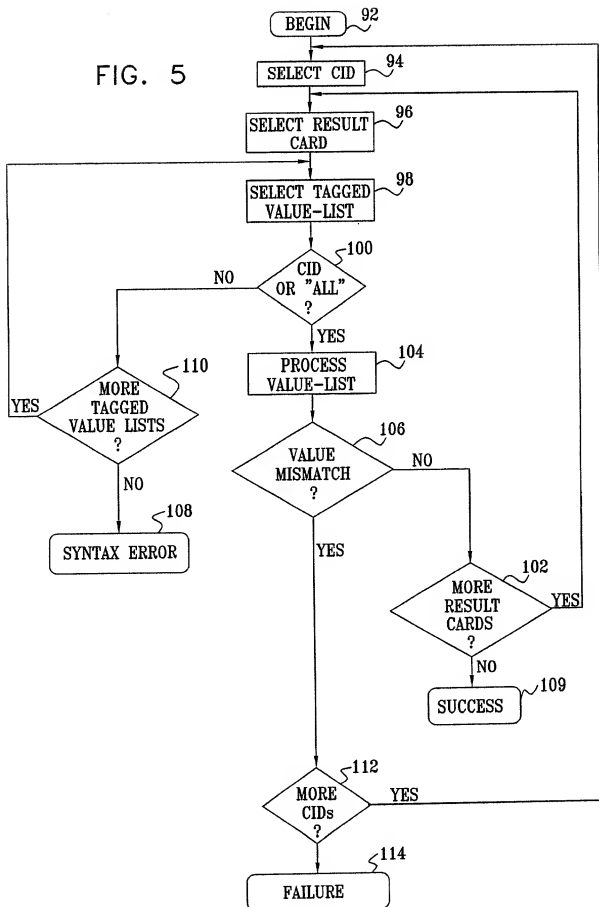 FIG. 5
BEGIN
92
SELECT CID
94
SELECT RESULT
CARD
96
SELECT TAGGED
VALUE-LIST
98
CID
OR "ALL"
?
100
NO
YES
PROCESS
VALUE-LIST
104
MORE
TAGGED
VALUE LISTS
?
110
YES
NO
SYNTAX ERROR
108
VALUE
MISMATCH
?
106
NO
YES
MORE
RESULT
CARDS
?
102
YES
NO
SUCCESS
109
MORE
CIDs
?
112
YES
FAILURE
114